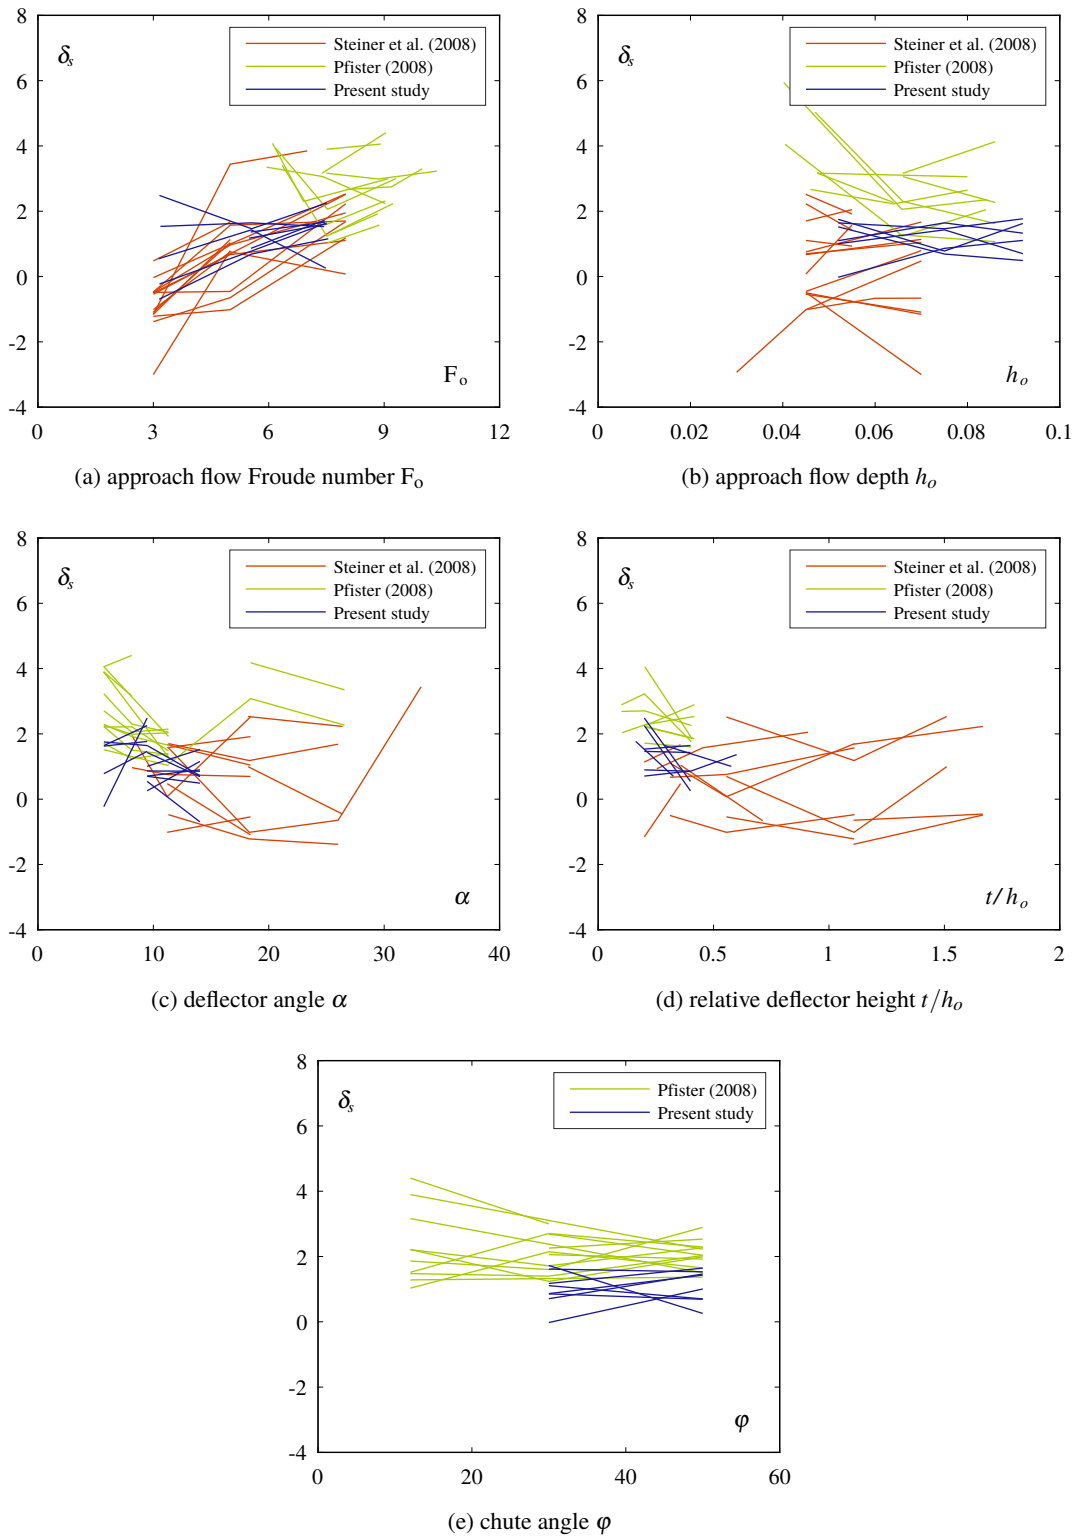 8
6
4
2
0
-2
-4
δs
Steiner et al. (2008)
Pfister (2008)
Present study
Fo
0 3 6 9 12
(a) approach flow Froude number Fo
8
6
4
2
0
-2
-4
δs
Steiner et al. (2008)
Pfister (2008)
Present study
ho
0 0.02 0.04 0.06 0.08 0.1
(b) approach flow depth ho
8
6
4
2
0
-2
-4
δs
Steiner et al. (2008)
Pfister (2008)
Present study
α
0 10 20 30 40
(c) deflector angle α
8
6
4
2
0
-2
-4
δs
Steiner et al. (2008)
Pfister (2008)
Present study
t/ho
0 0.5 1 1.5 2
(d) relative deflector height t/ho
8
6
4
2
0
-2
-4
δs
Pfister (2008)
Present study
φ
0 20 40 60
(e) chute angle φ